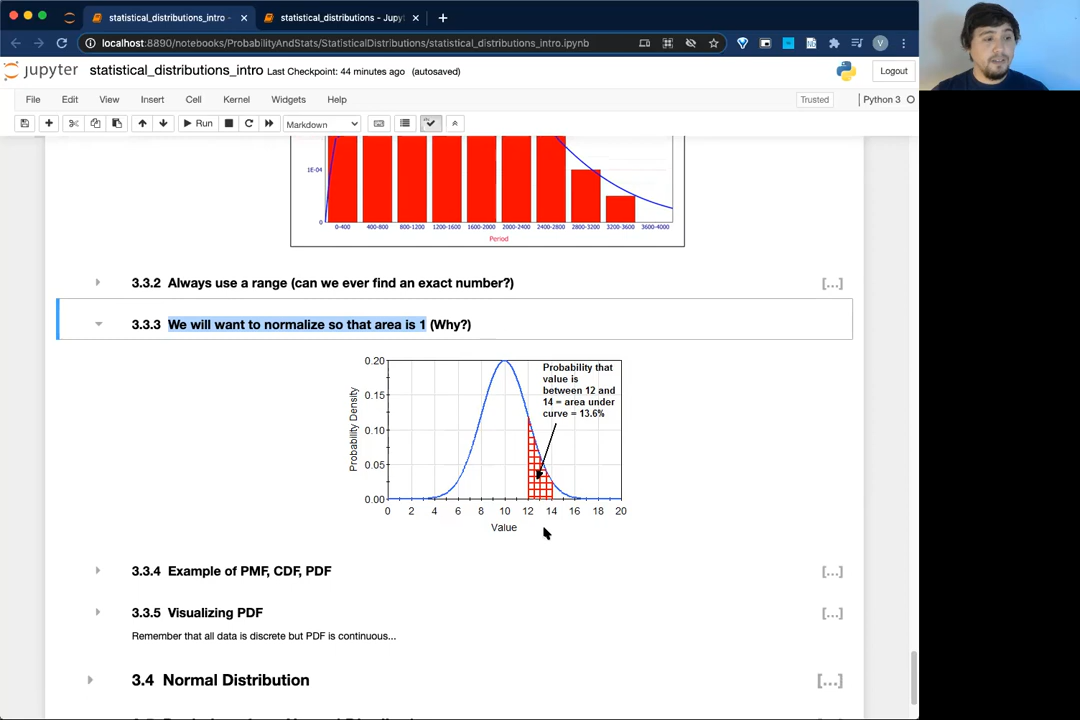 statistical_distributions_intro -
statistical_distributions - Jupyt
localhost:8890/notebooks/ProbabilityAndStats/StatisticalDistributions/statistical_distributions_intro.ipynb
V
jupyter statistical_distributions_intro Last Checkpoint: 44 minutes ago (autosaved)
Logout
File Edit View Insert Cell Kernel Widgets Help
Trusted
Python 3
Run
Markdown
1E-04
0
0-400 400-800 800-1200 1200-1600 1600-2000 2000-2400 2400-2800 2800-3200 3200-3600 3600-4000
Period
3.3.2 Always use a range (can we ever find an exact number?)
[...]
3.3.3 We will want to normalize so that area is 1 (Why?)
Probability Density
0.20
0.15
0.10
0.05
0.00
Probability that
value is
between 12 and
14 = area under
curve = 13.6%
0 2 4 6 8 10 12 14 16 18 20
Value
3.3.4 Example of PMF, CDF, PDF
[...]
3.3.5 Visualizing PDF
[...]
Remember that all data is discrete but PDF is continuous...
3.4 Normal Distribution
[...]